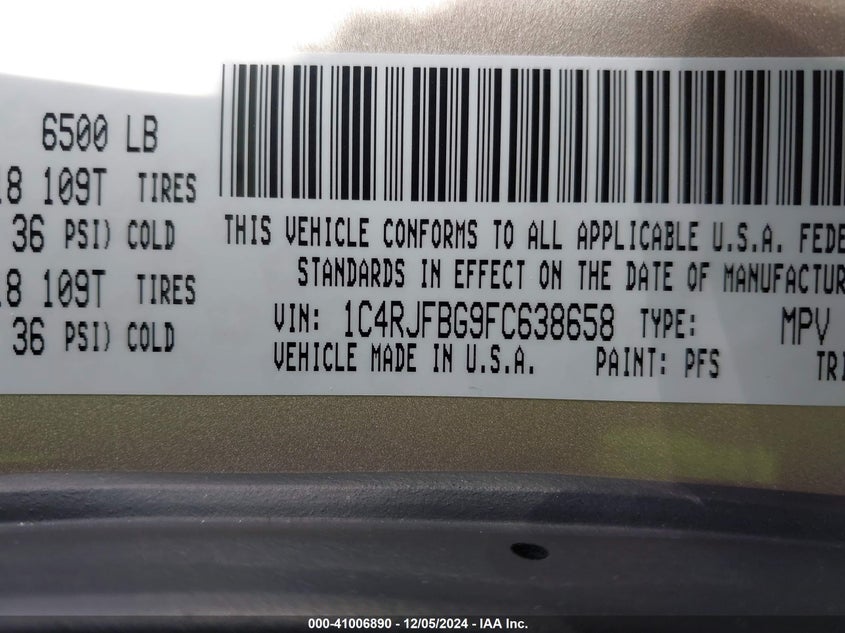 6500 LB
18 109T TIRES
36 PSI) COLD
18 109T TIRES
36 PSI) COLD
THIS VEHICLE CONFORMS TO ALL APPLICABLE U.S.A. FEDE
STANDARDS IN EFFECT ON THE DATE OF MANUFACTUR
VIN: 1C4RJFBG9FC638658 TYPE: MPV
VEHICLE MADE IN U.S.A. PAINT: PFS TRI
000-41006890 - 12/05/2024 - IAA Inc.